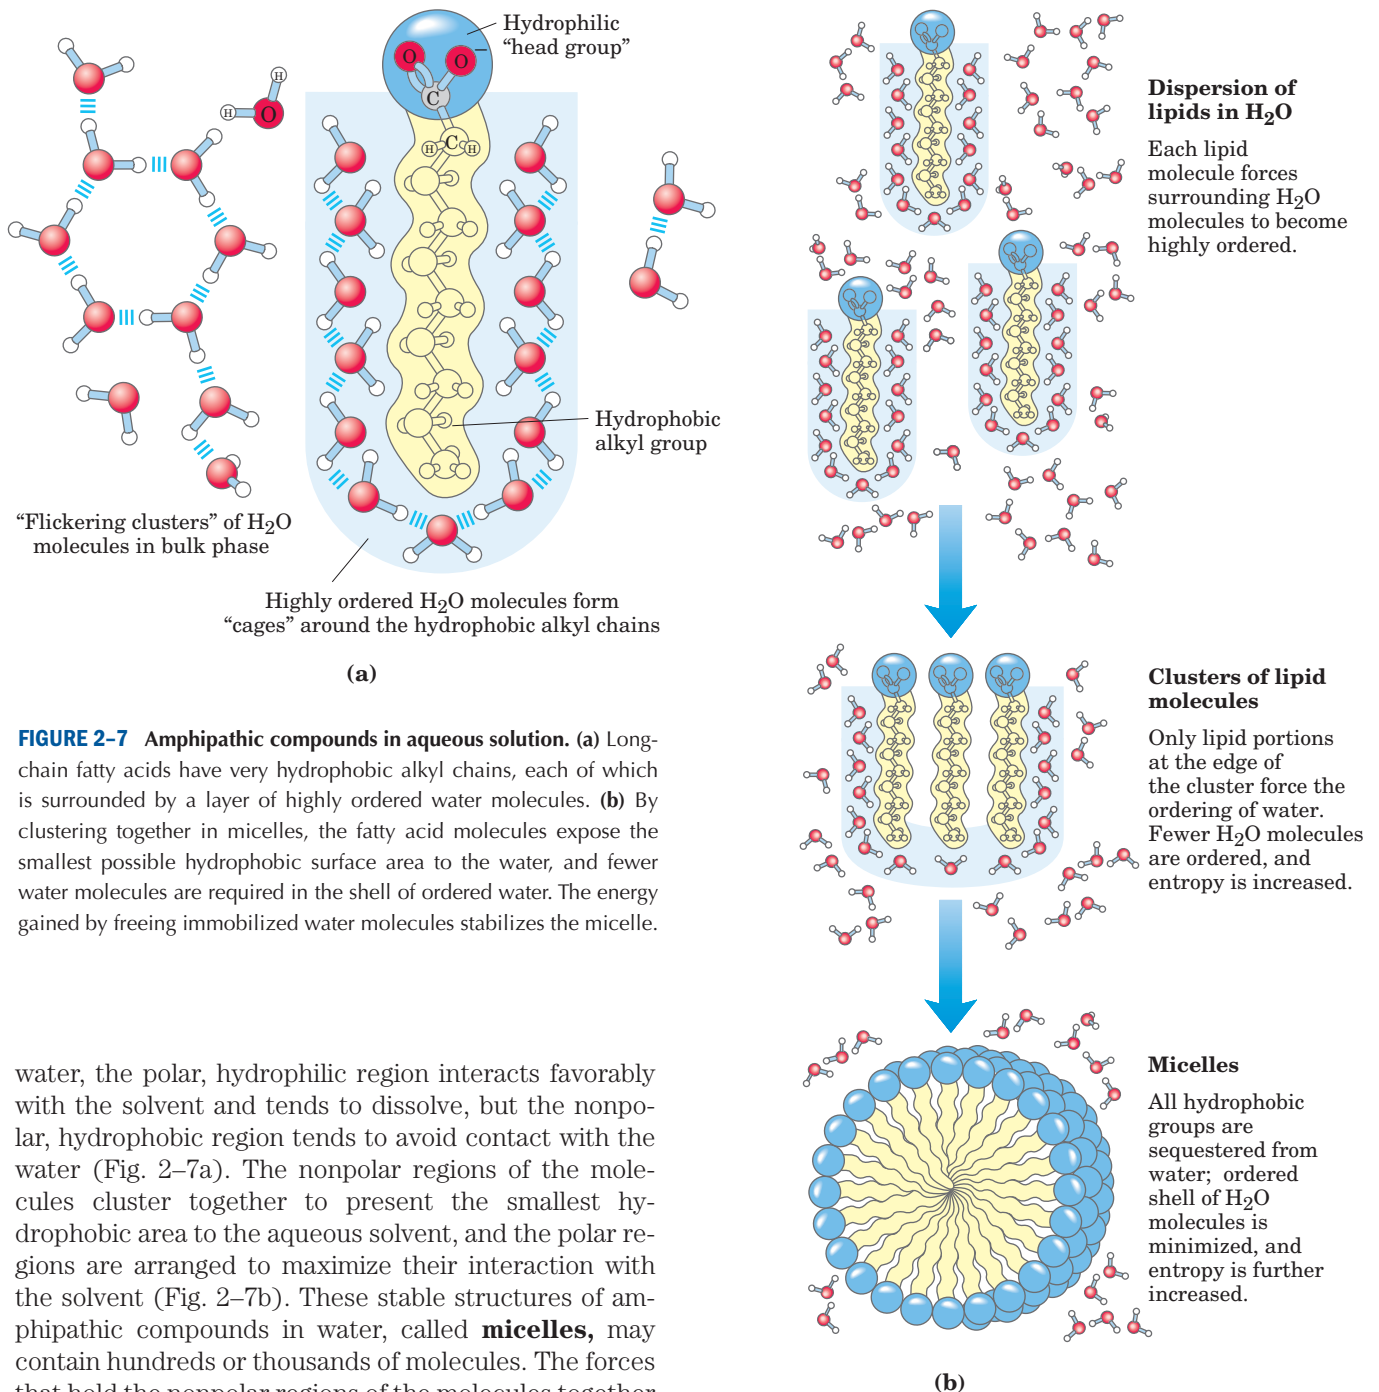 Hydrophilic
“head group”
O
O
–
C
H
C
H
H
H
O
Hydrophobic
alkyl group
“Flickering clusters” of H2O
molecules in bulk phase
Highly ordered H2O molecules form
“cages” around the hydrophobic alkyl chains
(a)
FIGURE 2–7 Amphipathic compounds in aqueous solution. (a) Long-
chain fatty acids have very hydrophobic alkyl chains, each of which
is surrounded by a layer of highly ordered water molecules. (b) By
clustering together in micelles, the fatty acid molecules expose the
smallest possible hydrophobic surface area to the water, and fewer
water molecules are required in the shell of ordered water. The energy
gained by freeing immobilized water molecules stabilizes the micelle.
water, the polar, hydrophilic region interacts favorably
with the solvent and tends to dissolve, but the nonpo-
lar, hydrophobic region tends to avoid contact with the
water (Fig. 2–7a). The nonpolar regions of the mole-
cules cluster together to present the smallest hy-
drophobic area to the aqueous solvent, and the polar re-
gions are arranged to maximize their interaction with
the solvent (Fig. 2–7b). These stable structures of am-
phipathic compounds in water, called micelles, may
contain hundreds or thousands of molecules. The forces
that hold the nonpolar regions of the molecules together
Dispersion of
lipids in H2O
Each lipid
molecule forces
surrounding H2O
molecules to become
highly ordered.
Clusters of lipid
molecules
Only lipid portions
at the edge of
the cluster force the
ordering of water.
Fewer H2O molecules
are ordered, and
entropy is increased.
Micelles
All hydrophobic
groups are
sequestered from
water; ordered
shell of H2O
molecules is
minimized, and
entropy is further
increased.
(b)